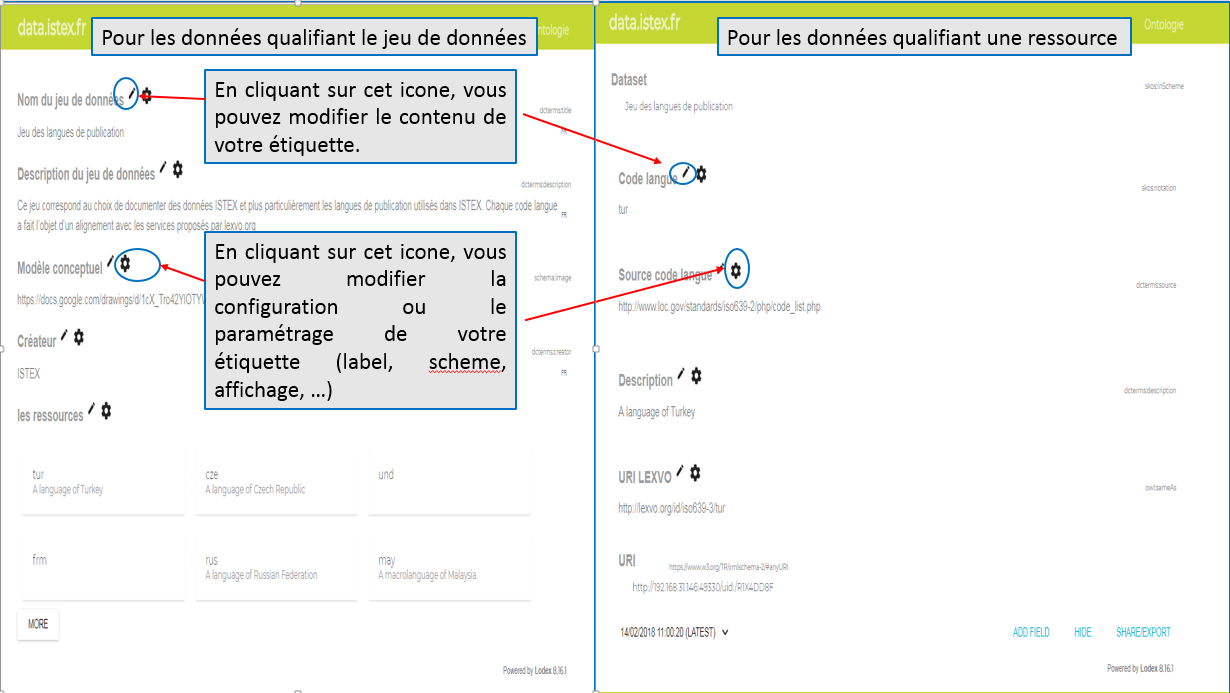 data.istex.fr
Pour les données qualifiant le jeu de données
ntologie
Nom du jeu de données
dcterms:title
Jeu des langues de publication
FR
En cliquant sur cet icone, vous
pouvez modifier le contenu de
votre étiquette.
Description du jeu de données
dcterms:description
Ce jeu correspond au choix de documenter des données ISTEX et plus particulièrement les langues de publication utilisés dans ISTEX. Chaque code langue
FR
a fait l'objet d'un alignement avec les services proposés par lexvo.org
En cliquant sur cet icone, vous
pouvez modifier la
configuration ou le
paramétrage de votre
étiquette (label, scheme,
affichage, ...)
Modèle conceptuel
schema:image
https://docs.google.com/drawings/d/1cX_Tro42YIOTY
Créateur
dcterms:creator
ISTEX
FR
les ressources
tur
A language of Turkey
cze
A language of Czech Republic
und
frm
rus
A language of Russian Federation
may
A macrolanguage of Malaysia
MORE
Powered by Lodex 8.16.1
data.istex.fr
Pour les données qualifiant une ressource
Ontologie
Dataset
skos:inScheme
Jeu des langues de publication
Code langue
skos:notation
tur
Source code langue
dcterms:source
http://www.loc.gov/standards/iso639-2/php/code_list.php
Description
dcterms:description
A language of Turkey
URI LEXVO
owl:sameAs
http://lexvo.org/id/iso639-3/tur
URI
https://www.w3.org/TR/xmlschema-2/#anyURI
http://192.168.31.146:49330/uid:/R1X4DD8F
14/02/2018 11:00:20 (LATEST)
ADD FIELD HIDE SHARE/EXPORT
Powered by Lodex 8.16.1